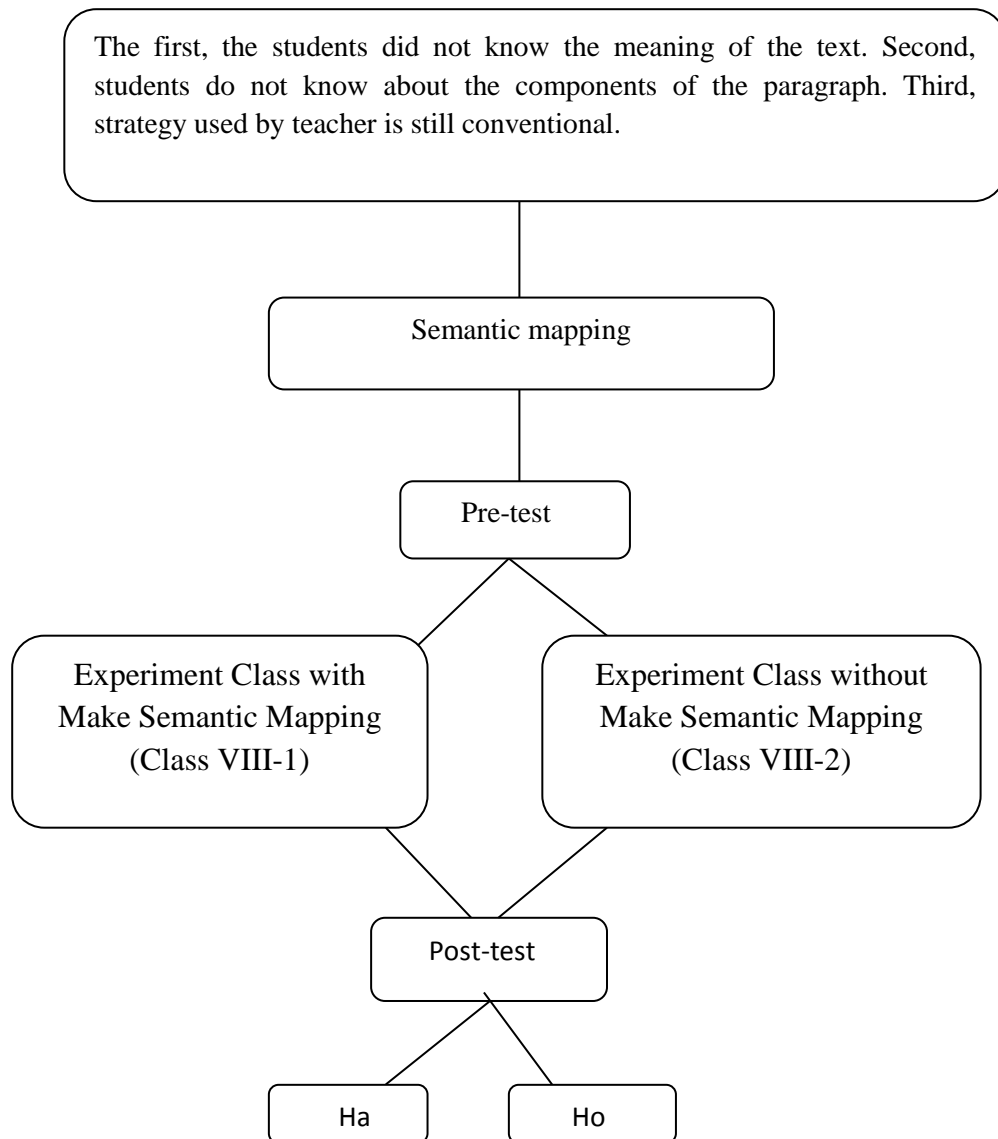 The first, the students did not know the meaning of the text. Second,
students do not know about the components of the paragraph. Third,
strategy used by teacher is still conventional.
Semantic mapping
Pre-test
Experiment Class with
Make Semantic Mapping
(Class VIII-1)
Experiment Class without
Make Semantic Mapping
(Class VIII-2)
Post-test
Ha
Ho